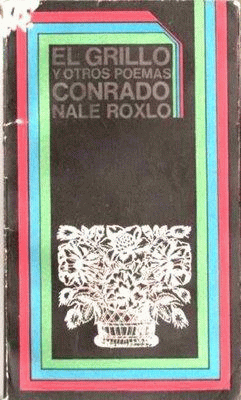 EL GRILLO
Y OTROS POEMAS
CONRADO
NALE ROXLO